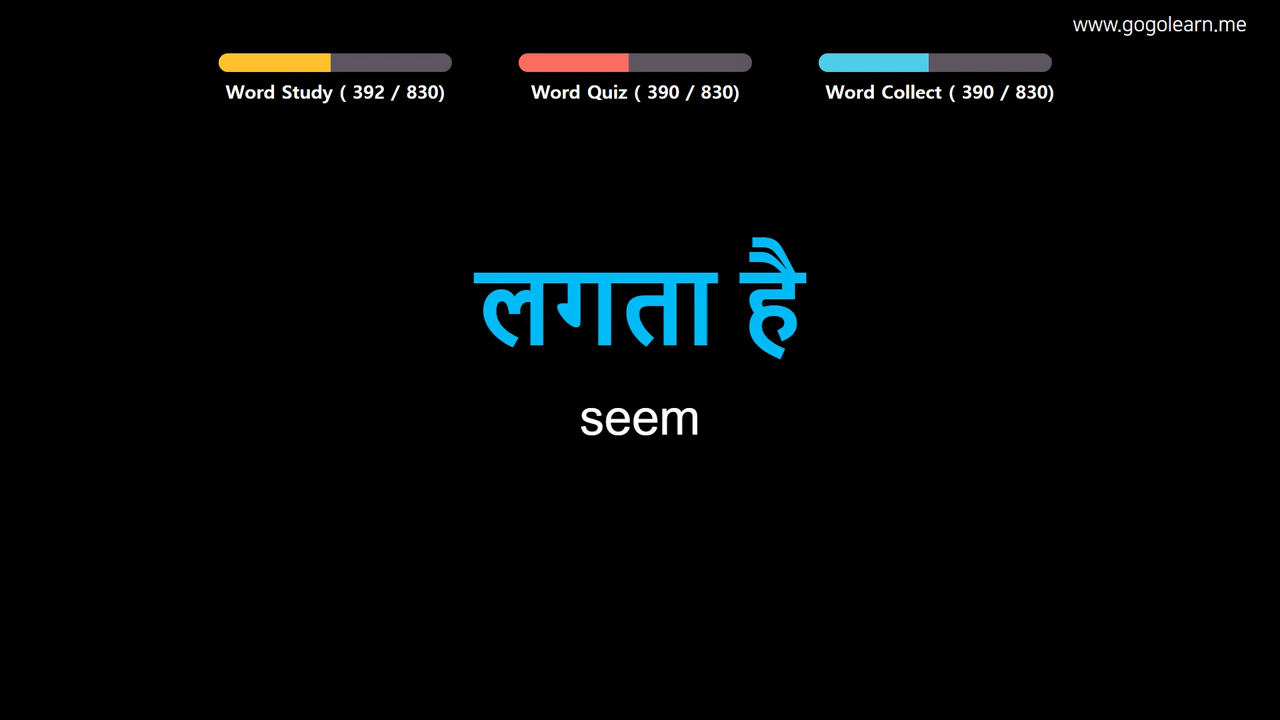 www.gogolearn.me
Word Study ( 392 / 830)
Word Quiz ( 390 / 830)
Word Collect ( 390 / 830)
लगता है
seem